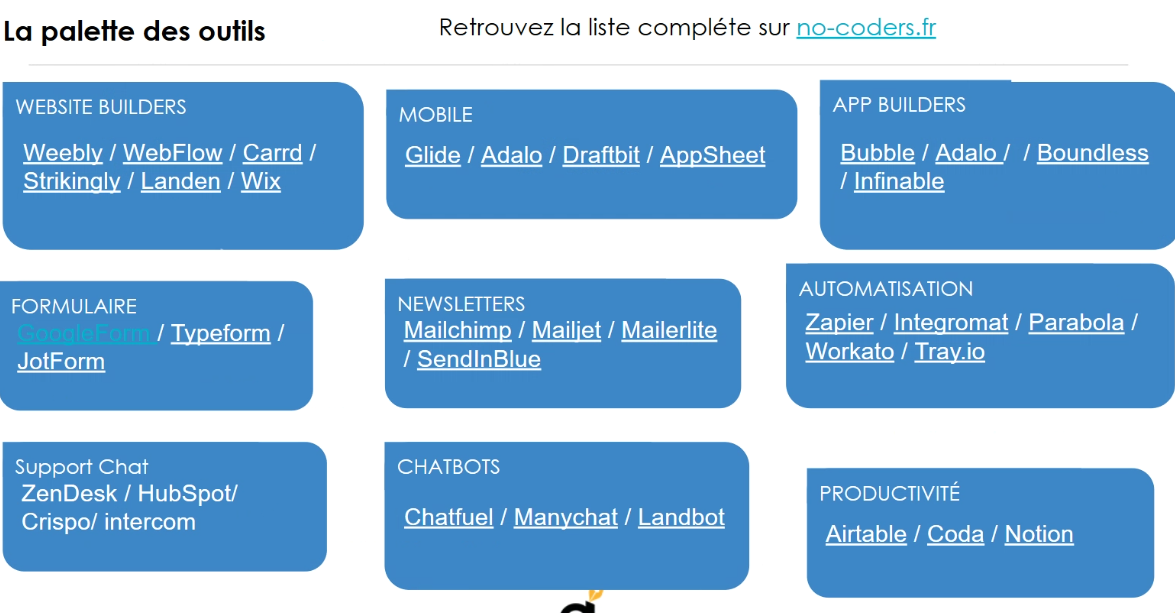 La palette des outils
Retrouvez la liste compléte sur no-coders.fr
WEBSITE BUILDERS
Weebly / WebFlow / Carrd /
Strikingly / Landen / Wix
MOBILE
Glide / Adalo / Draftbit / AppSheet
APP BUILDERS
Bubble / Adalo / / Boundless
/ Infinable
FORMULAIRE
GoogleForm / Typeform /
JotForm
NEWSLETTERS
Mailchimp / Mailjet / Mailerlite
/ SendInBlue
AUTOMATISATION
Zapier / Integromat / Parabola /
Workato / Tray.io
Support Chat
ZenDesk / HubSpot/
Crispo/ intercom
CHATBOTS
Chatfuel / Manychat / Landbot
PRODUCTIVITÉ
Airtable / Coda / Notion